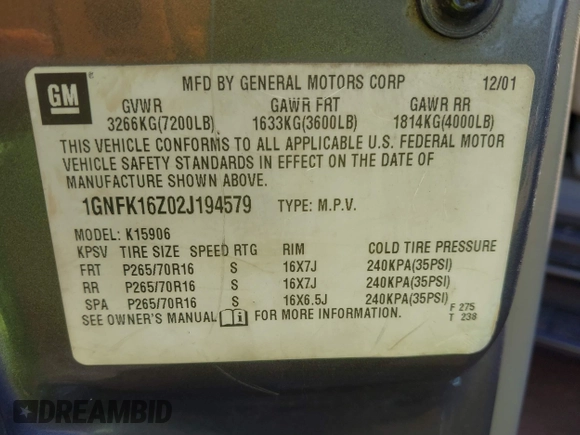 GM
MFD BY GENERAL MOTORS CORP 12/01
GVWR GAWR FRT GAWR RR
3266KG(7200LB) 1633KG(3600LB) 1814KG(4000LB)
THIS VEHICLE CONFORMS TO ALL APPLICABLE U.S. FEDERAL MOTOR
VEHICLE SAFETY STANDARDS IN EFFECT ON THE DATE OF
MANUFACTURE SHOWN ABOVE.
1GNFK16Z02J194579 TYPE: M.P.V.
MODEL: K15906
KPSV TIRE SIZE SPEED RTG RIM COLD TIRE PRESSURE
FRT P265/70R16 S 16X7J 240KPA(35PSI)
RR P265/70R16 S 16X7J 240KPA(35PSI)
SPA P265/70R16 S 16X6.5J 240KPA(35PSI)
SEE OWNER'S MANUAL FOR MORE INFORMATION.
F 275
T 238
DREAMBID